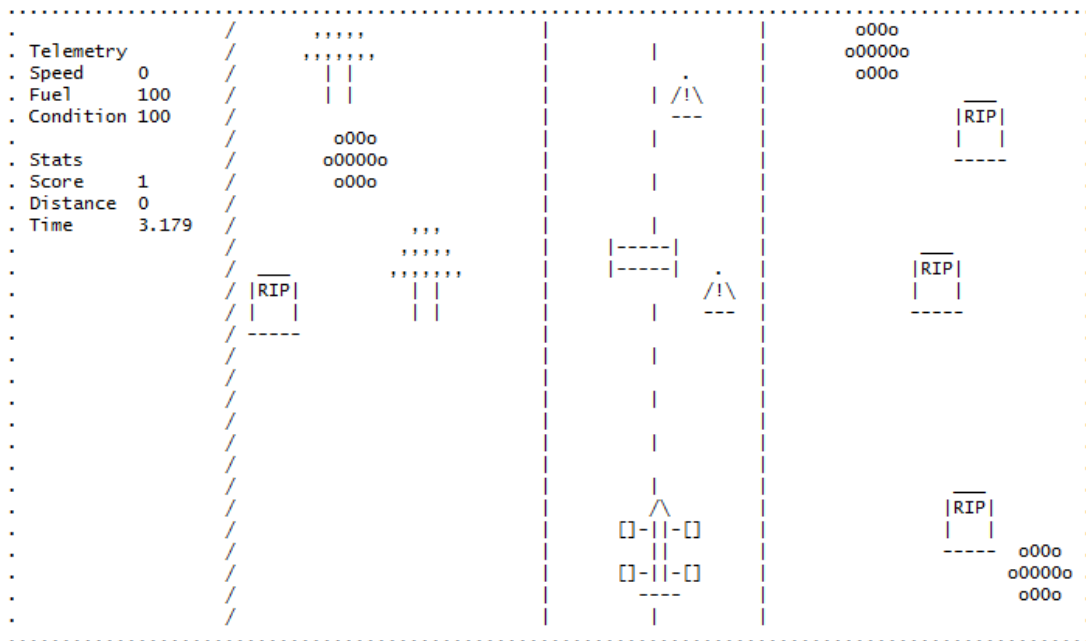 Telemetry
Speed 0
Fuel 100
Condition 100
RIP
Stats
Score 1
Distance 0
Time 3.179
RIP
RIP
RIP